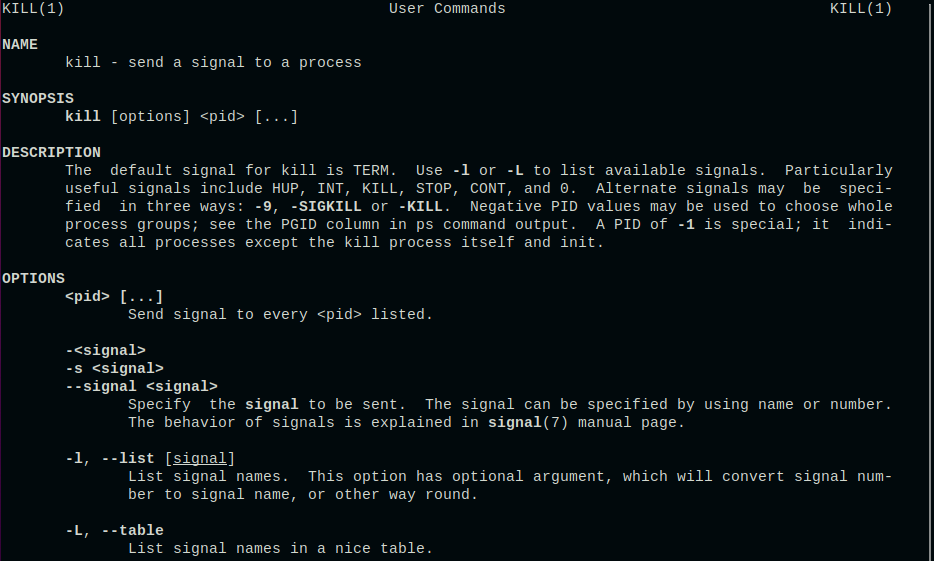 KILL(1) User Commands KILL(1)
NAME
kill - send a signal to a process
SYNOPSIS
kill [options] <pid> [...]
DESCRIPTION
The default signal for kill is TERM. Use -l or -L to list available signals. Particularly
useful signals include HUP, INT, KILL, STOP, CONT, and 0. Alternate signals may be speci-
fied in three ways: -9, -SIGKILL or -KILL. Negative PID values may be used to choose whole
process groups; see the PGID column in ps command output. A PID of -1 is special; it indi-
cates all processes except the kill process itself and init.
OPTIONS
<pid> [...]
Send signal to every <pid> listed.
-<signal>
-s <signal>
--signal <signal>
Specify the signal to be sent. The signal can be specified by using name or number.
The behavior of signals is explained in signal(7) manual page.
-l, --list [signal]
List signal names. This option has optional argument, which will convert signal num-
ber to signal name, or other way round.
-L, --table
List signal names in a nice table.